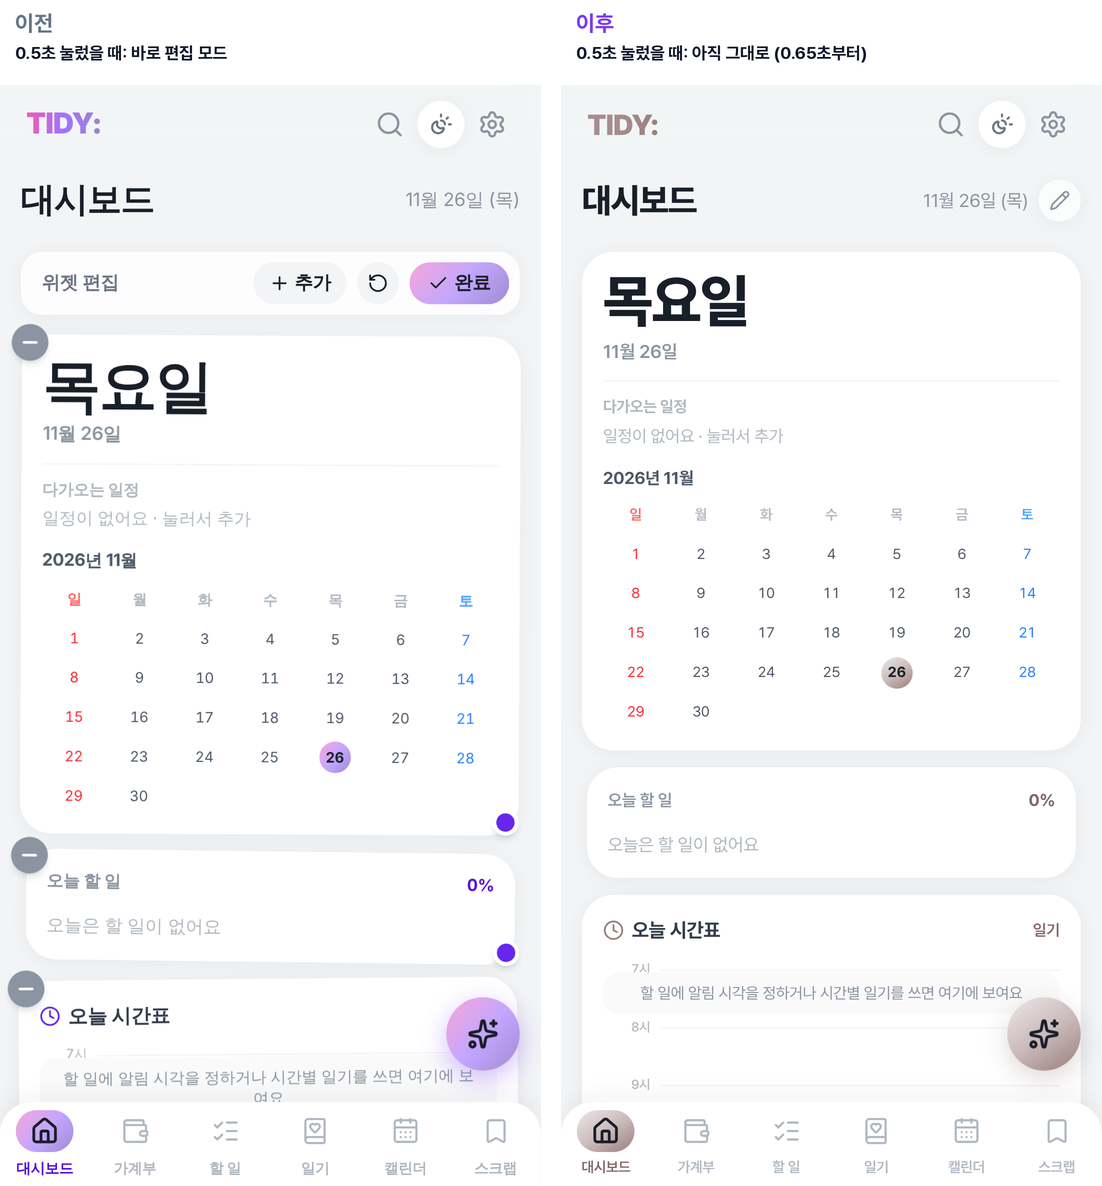 이전
0.5초 눌렀을 때: 바로 편집 모드
TIDY:
대시보드
11월 26일 (목)
위젯 편집
추가
완료
목요일
11월 26일
다가오는 일정
일정이 없어요 · 눌러서 추가
2026년 11월
일 월 화 수 목 금 토
1 2 3 4 5 6 7
8 9 10 11 12 13 14
15 16 17 18 19 20 21
22 23 24 25 26 27 28
29 30
오늘 할 일
0%
오늘은 할 일이 없어요
오늘 시간표
7시
할 일에 알림 시각을 정하거나 시간별 일기를 쓰면 여기에 보
여요
대시보드 가계부 할 일 일기 캘린더 스크랩
이후
0.5초 눌렀을 때: 아직 그대로 (0.65초부터)
TIDY:
대시보드
11월 26일 (목)
목요일
11월 26일
다가오는 일정
일정이 없어요 · 눌러서 추가
2026년 11월
일 월 화 수 목 금 토
1 2 3 4 5 6 7
8 9 10 11 12 13 14
15 16 17 18 19 20 21
22 23 24 25 26 27 28
29 30
오늘 할 일
0%
오늘은 할 일이 없어요
오늘 시간표
일기
7시
할 일에 알림 시각을 정하거나 시간별 일기를 쓰면 여기에 보여요
8시
9시
대시보드 가계부 할 일 일기 캘린더 스크랩